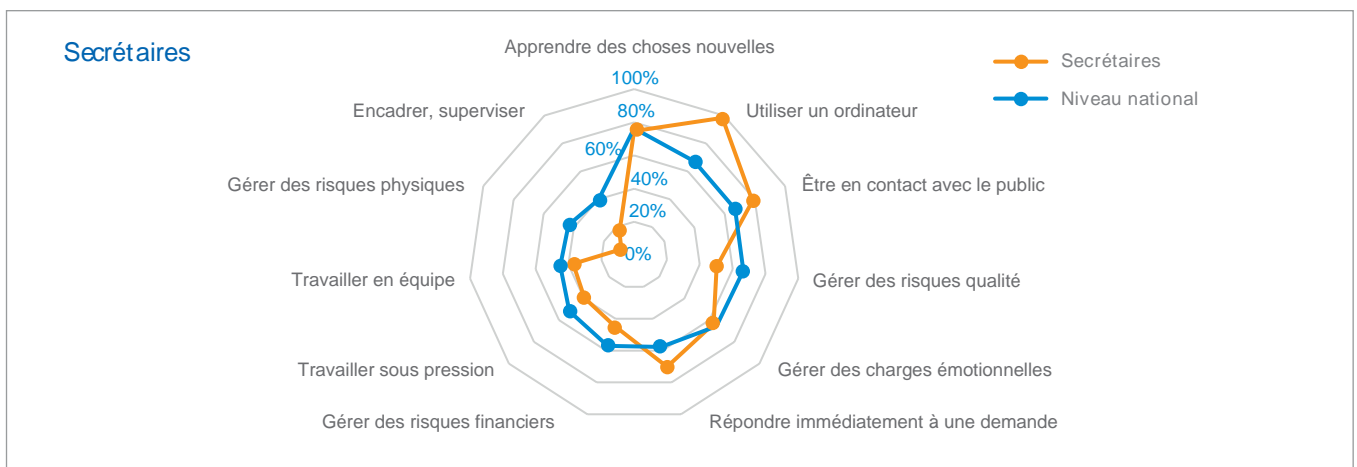 Secrétaires
Apprendre des choses nouvelles
Secrétaires
Niveau national
100%
80%
60%
40%
20%
0%
Encadrer, superviser
Utiliser un ordinateur
Gérer des risques physiques
Être en contact avec le public
Travailler en équipe
Gérer des risques qualité
Travailler sous pression
Gérer des charges émotionnelles
Gérer des risques financiers
Répondre immédiatement à une demande